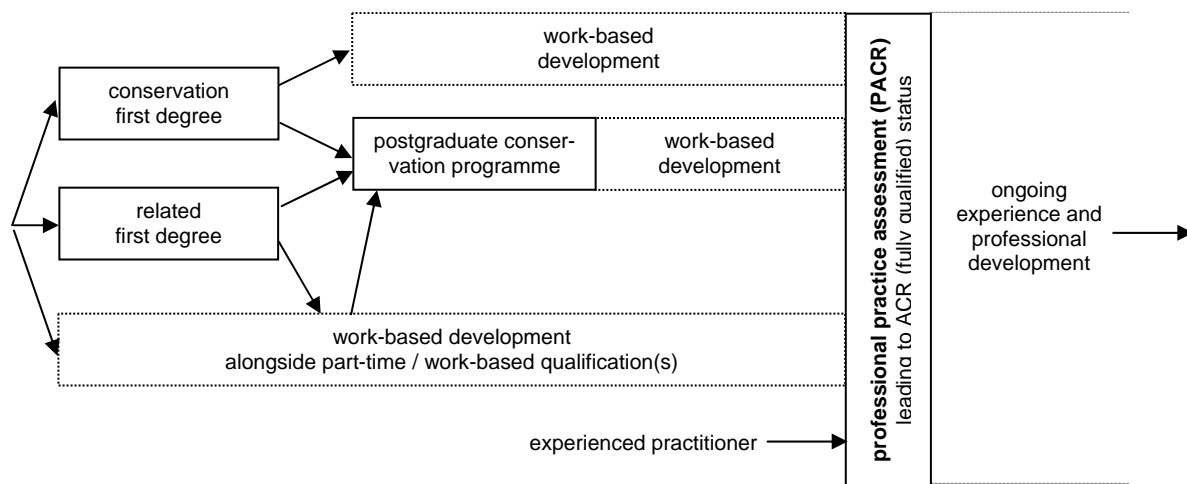 work-based
development
conservation
first degree
postgraduate conser-
vation programme
work-based
development
related
first degree
work-based development
alongside part-time / work-based qualification(s)
experienced practitioner
professional practice assessment (PACR)
leading to ACR (fully qualified) status
ongoing
experience and
professional
development